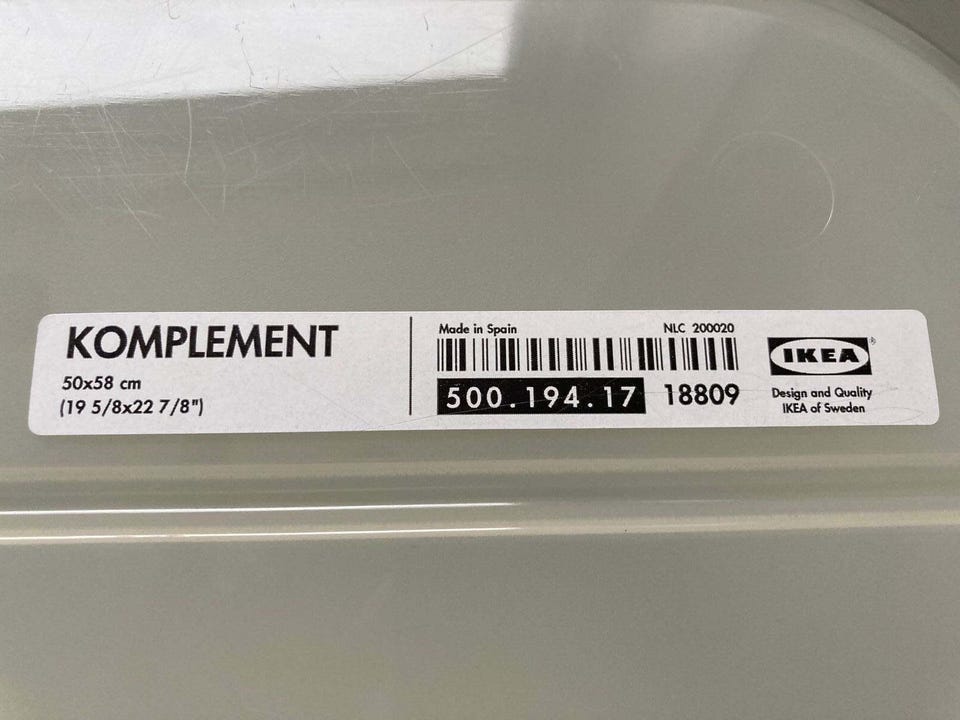 KOMPLEMENT
50x58 cm
(19 5/8x22 7/8")
Made in Spain
NLC 200020
500.194.17
18809
IKEA®
Design and Quality
IKEA of Sweden